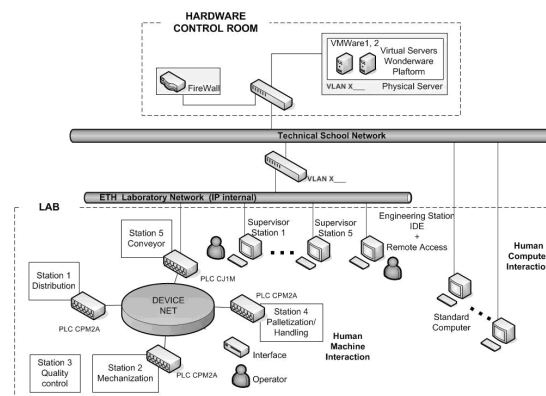 HARDWARE
CONTROL ROOM
VMWare1, 2
Virtual Servers
Wonderware
Plaftorm
VLAN X___
Physical Server
FireWall
Technical School Network
VLAN X___
ETH Laboratory Network (IP internal)
LAB
Station 5
Conveyor
Supervisor
Station 1
Supervisor
Station 5
Engineering Station
IDE
+
Remote Access
Human
Compute
Interactio
PLC CJ1M
Station 1
Distribution
PLC CPM2A
DEVICE
NET
PLC CPM2A
Station 4
Palletization/
Handling
Standard
Computer
Human
Machine
Interaction
Station 3
Quality
control
Station 2
Mechanization
PLC CPM2A
Interface
Operator